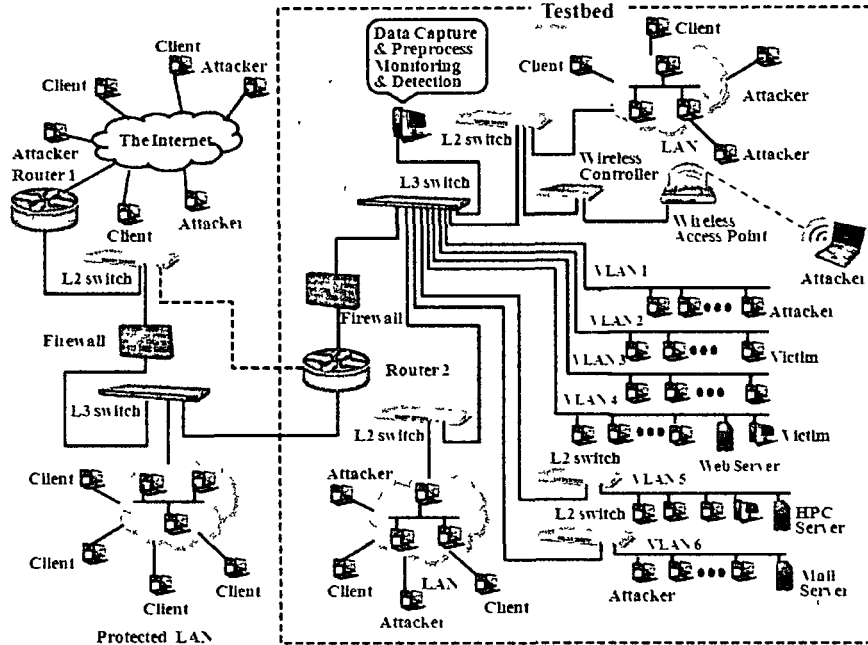 Testbed
Client
Client
Attacker
The Internet
Attacker
Router 1
Client
Attacker
L2 switch
Firewall
L3 switch
Client
Client
Client
Client
Protected LAN
Data Capture
& Preprocess
Monitoring
& Detection
L2 switch
L3 switch
Client
Client
Attacker
LAN
Attacker
Wireless
Controller
Wireless
Access Point
Attacker
Firewall
Router 2
L2 switch
Attacker
Client
LAN
Attacker
Client
VLAN 1
Attacker
VLAN 2
Victim
VLAN 3
VLAN 4
Victim
Web Server
L2 switch
VLAN 5
HPC
Server
L2 switch
VLAN 6
Attacker
Mail
Server